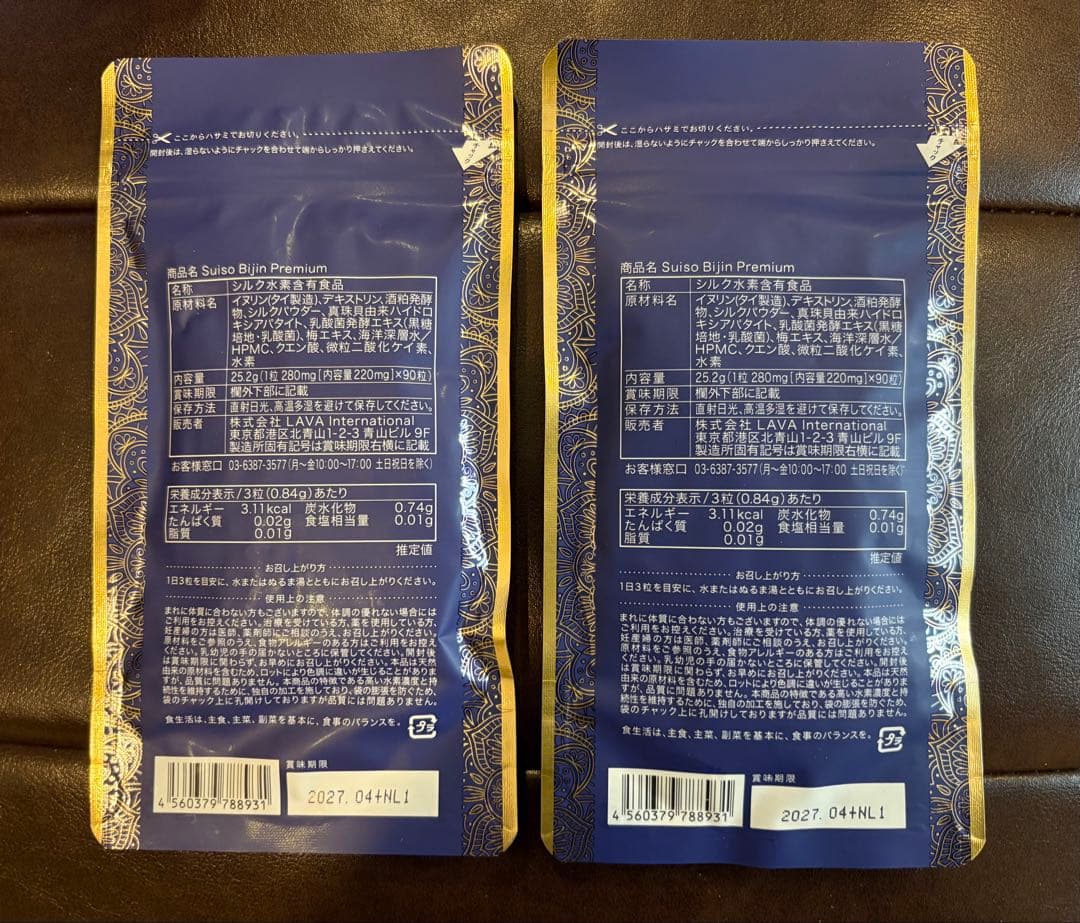 ここからハサミでお切りください。
開封後は、湿らないようにチャックを合わせて端からしっかり押さえてください。
商品名 Suiso Bijin Premium
名称 シルク水素含有食品
原材料名 イヌリン(タイ製造)、デキストリン、酒粕発酵
物、シルクパウダー、真珠貝由来ハイドロ
キシアパタイト、乳酸菌発酵エキス(黒糖
培地・乳酸菌)、梅エキス、海洋深層水/
HPMC、クエン酸、微粒二酸化ケイ素、
水素
内容量 25.2g(1粒 280mg[内容量220mg]×90粒)
賞味期限 欄外下部に記載
保存方法 直射日光、高温多湿を避けて保存してください。
販売者 株式会社 LAVA International
東京都港区北青山1-2-3 青山ビル 9F
製造所固有記号は賞味期限右横に記載
お客様窓口 03-6387-3577(月〜金10:00〜17:00 土日祝日を除く)
栄養成分表示/3粒(0.84g)あたり
エネルギー 3.11kcal 炭水化物 0.74g
たんぱく質 0.02g 食塩相当量 0.01g
脂質 0.01g
推定値
お召し上がり方
1日3粒を目安に、水またはぬるま湯とともにお召し上がりください。
使用上の注意
まれに体質に合わない方もございますので、体調の優れない場合には
ご利用をお控えください。治療を受けている方、薬を使用している方、
妊産婦の方は医師、薬剤師にご相談のうえ、お召し上がりください。
原材料をご参照のうえ、食物アレルギーのある方はご利用をお控え
ください。乳幼児の手の届かないところに保管してください。開封後
は賞味期限に関わらず、お早めにお召し上がりください。本品は天然
由来の原材料を含むため、ロットにより色調に違いが生じることがありま
すが、品質に問題ありません。本商品の特徴である高い水素濃度と持
続性を維持するために、独自の加工を施しており、袋の膨張を防ぐため、
袋のチャック上に孔開けしておりますが品質には問題ありません。
食生活は、主食、主菜、副菜を基本に、食事のバランスを。
プラ
賞味期限
4 560379 788931
2027. 04+NL1
ここからハサミでお切りください。
開封後は、湿らないようにチャックを合わせて端からしっかり押さえてください。
商品名 Suiso Bijin Premium
名称 シルク水素含有食品
原材料名 イヌリン(タイ製造)、デキストリン、酒粕発酵
物、シルクパウダー、真珠貝由来ハイドロ
キシアパタイト、乳酸菌発酵エキス(黒糖
培地・乳酸菌)、梅エキス、海洋深層水/
HPMC、クエン酸、微粒二酸化ケイ素、
水素
内容量 25.2g(1粒 280mg[内容量220mg]×90粒)
賞味期限 欄外下部に記載
保存方法 直射日光、高温多湿を避けて保存してください。
販売者 株式会社 LAVA International
東京都港区北青山1-2-3 青山ビル 9F
製造所固有記号は賞味期限右横に記載
お客様窓口 03-6387-3577(月〜金10:00〜17:00 土日祝日を除く)
栄養成分表示/3粒(0.84g)あたり
エネルギー 3.11kcal 炭水化物 0.74g
たんぱく質 0.02g 食塩相当量 0.01g
脂質 0.01g
推定値
お召し上がり方
1日3粒を目安に、水またはぬるま湯とともにお召し上がりください。
使用上の注意
まれに体質に合わない方もございますので、体調の優れない場合には
ご利用をお控えください。治療を受けている方、薬を使用している方、
妊産婦の方は医師、薬剤師にご相談のうえ、お召し上がりください。
原材料をご参照のうえ、食物アレルギーのある方はご利用をお控え
ください。乳幼児の手の届かないところに保管してください。開封後
は賞味期限に関わらず、お早めにお召し上がりください。本品は天然
由来の原材料を含むため、ロットにより色調に違いが生じることがありま
すが、品質に問題ありません。本商品の特徴である高い水素濃度と持
続性を維持するために、独自の加工を施しており、袋の膨張を防ぐため、
袋のチャック上に孔開けしておりますが品質には問題ありません。
食生活は、主食、主菜、副菜を基本に、食事のバランスを。
プラ
賞味期限
4 560379 788931
2027. 04+NL1